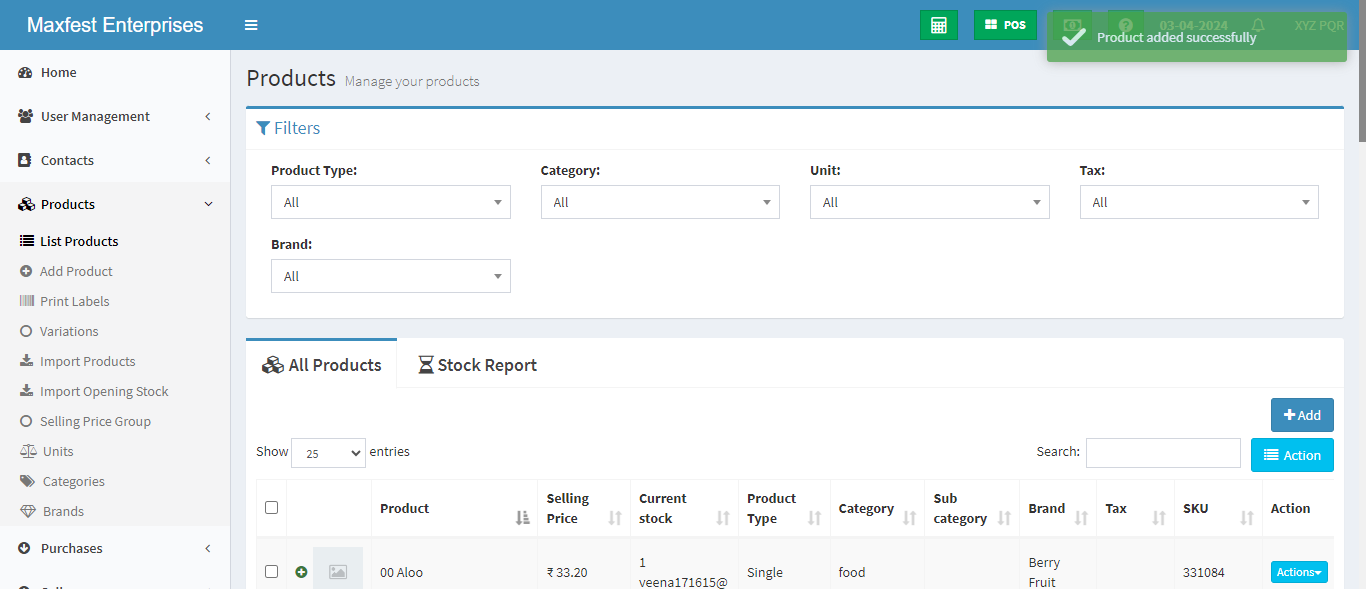 Maxfest Enterprises
POS
03-04-2024
XYZ PQR
Product added successfully
Home
User Management
Contacts
Products
List Products
Add Product
Print Labels
Variations
Import Products
Import Opening Stock
Selling Price Group
Units
Categories
Brands
Purchases
Products Manage your products
Filters
Product Type:
Category:
Unit:
Tax:
All
All
All
All
Brand:
All
All Products
Stock Report
Add
Show 25 entries
Search:
Action
Product
Selling Price
Current stock
Product Type
Category
Sub category
Brand
Tax
SKU
Action
00 Aloo
₹ 33.20
1
veena171615@
Single
food
Berry
Fruit
331084
Actions